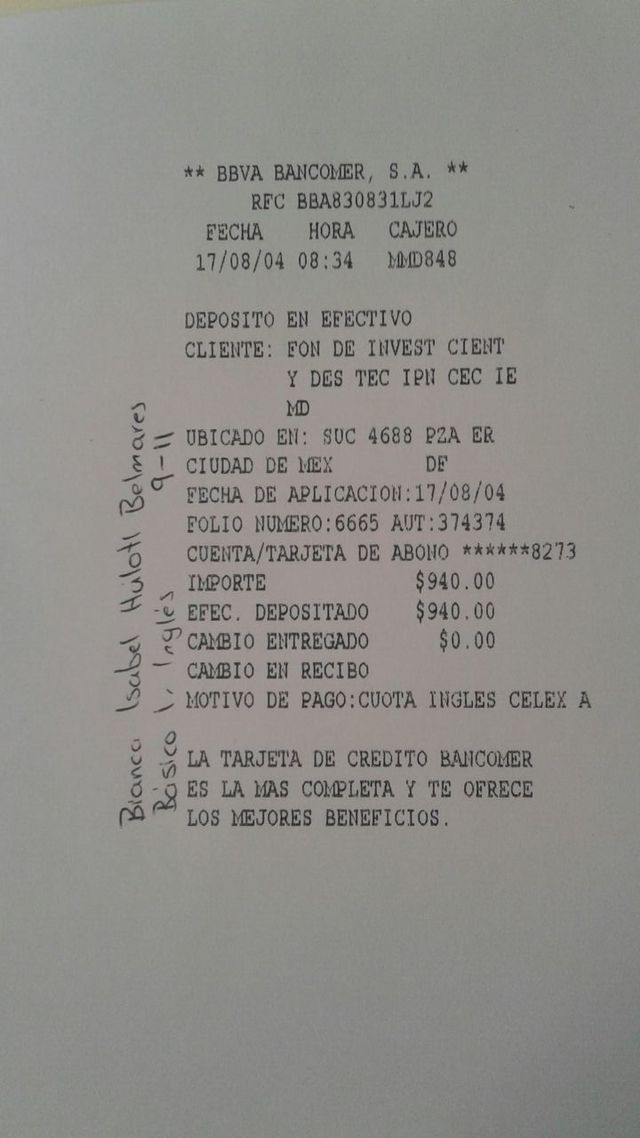 ** BBVA BANCOMER, S.A. **
RFC BBA830831LJ2
FECHA HORA CAJERO
17/08/04 08:34 MMD848
DEPOSITO EN EFECTIVO
CLIENTE: FON DE INVEST CIENT
Y DES TEC IPN CEC IE
MD
UBICADO EN: SUC 4688 PZA ER
CIUDAD DE MEX DF
FECHA DE APLICACION:17/08/04
FOLIO NUMERO:6665 AUT:374374
CUENTA/TARJETA DE ABONO ******8273
IMPORTE $940.00
EFEC. DEPOSITADO $940.00
CAMBIO ENTREGADO $0.00
CAMBIO EN RECIBO
MOTIVO DE PAGO:CUOTA INGLES CELEX A
LA TARJETA DE CREDITO BANCOMER
ES LA MAS COMPLETA Y TE OFRECE
LOS MEJORES BENEFICIOS.
Blanca Isabel Hülotl Belmares
Básico 1. Inglés 9-11